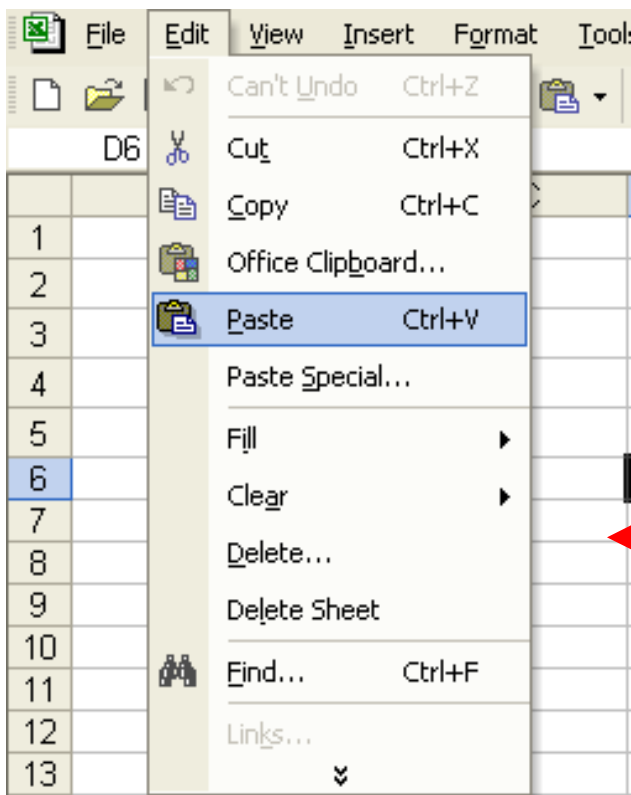 File Edit View Insert Format Tools
Can't Undo Ctrl+Z
D6 Cut Ctrl+X
Copy Ctrl+C
1
Office Clipboard...
2
Paste Ctrl+V
3
Paste Special...
4
5 Fill
6
Clear
7
Delete...
8
9 Delete Sheet
10
Find... Ctrl+F
11
12 Links...
13